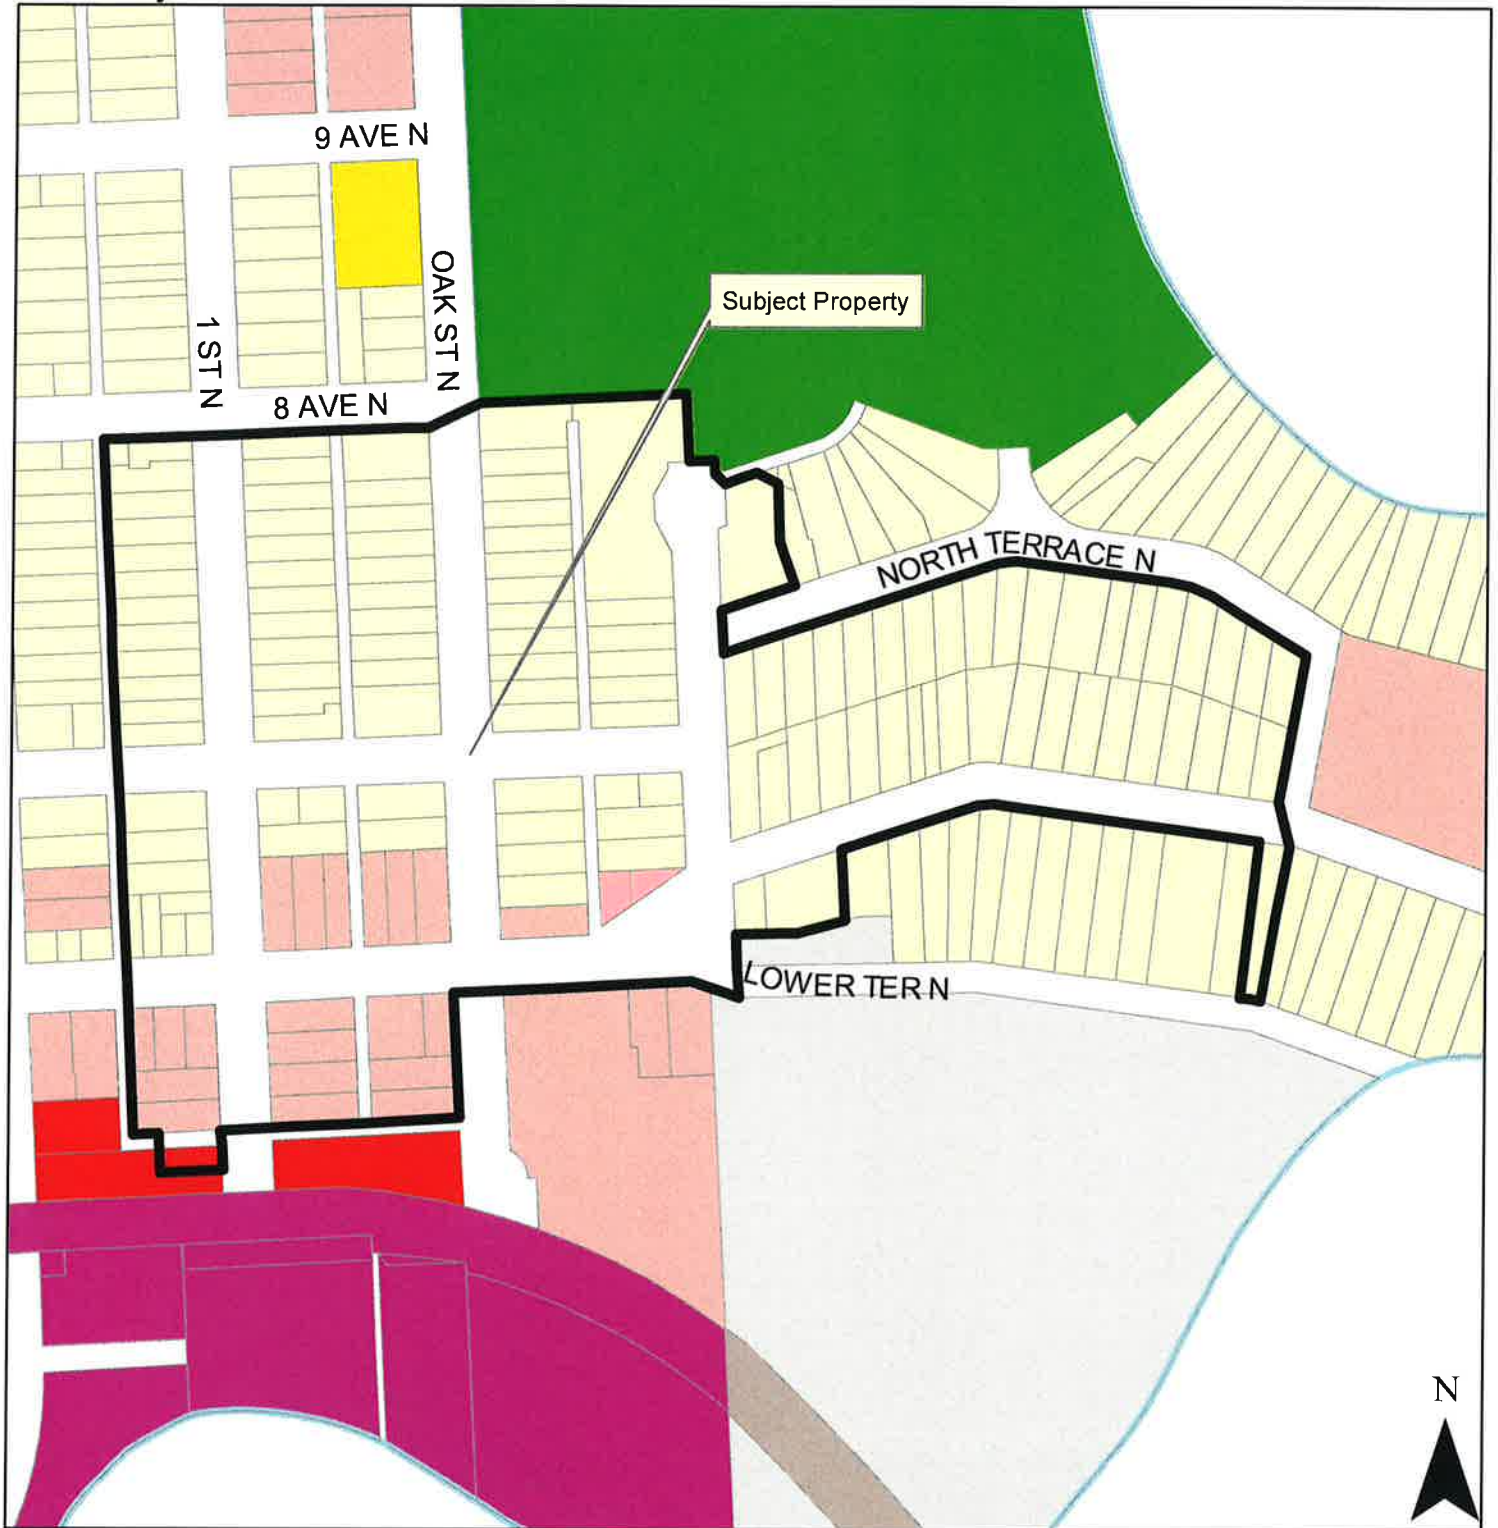 9 AVE N
OAK ST N
Subject Property
1 ST N
8 AVE N
NORTH TERRACE N
LOWER TER N
N